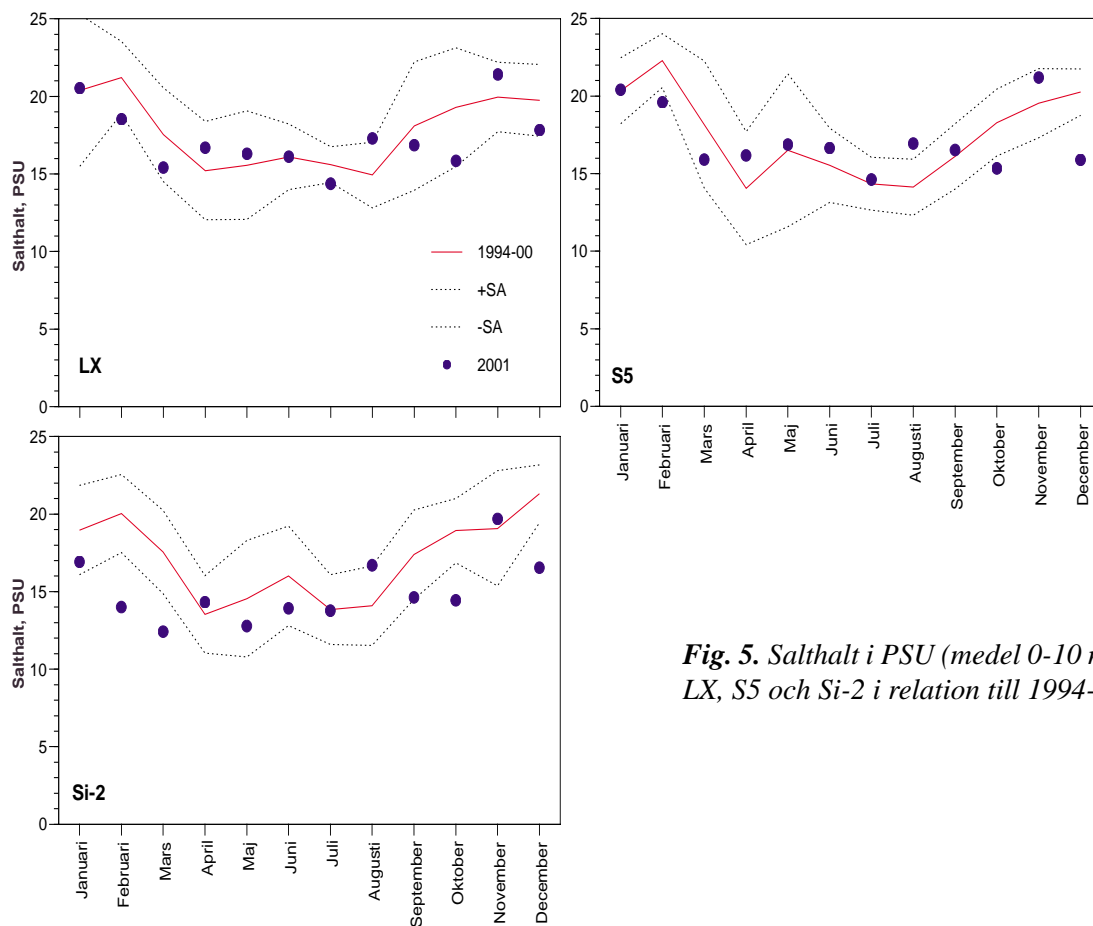 25
20
15
10
5
0
Salthalt, PSU
1994-00
+SA
-SA
2001
LX
25
20
15
10
5
0
S5
Januari
Februari
Mars
April
Maj
Juni
Juli
Augusti
September
Oktober
November
December
25
20
15
10
5
0
Salthalt, PSU
Si-2
Januari
Februari
Mars
April
Maj
Juni
Juli
Augusti
September
Oktober
November
December
Fig. 5. Salthalt i PSU (medel 0-10
LX, S5 och Si-2 i relation till 1994-